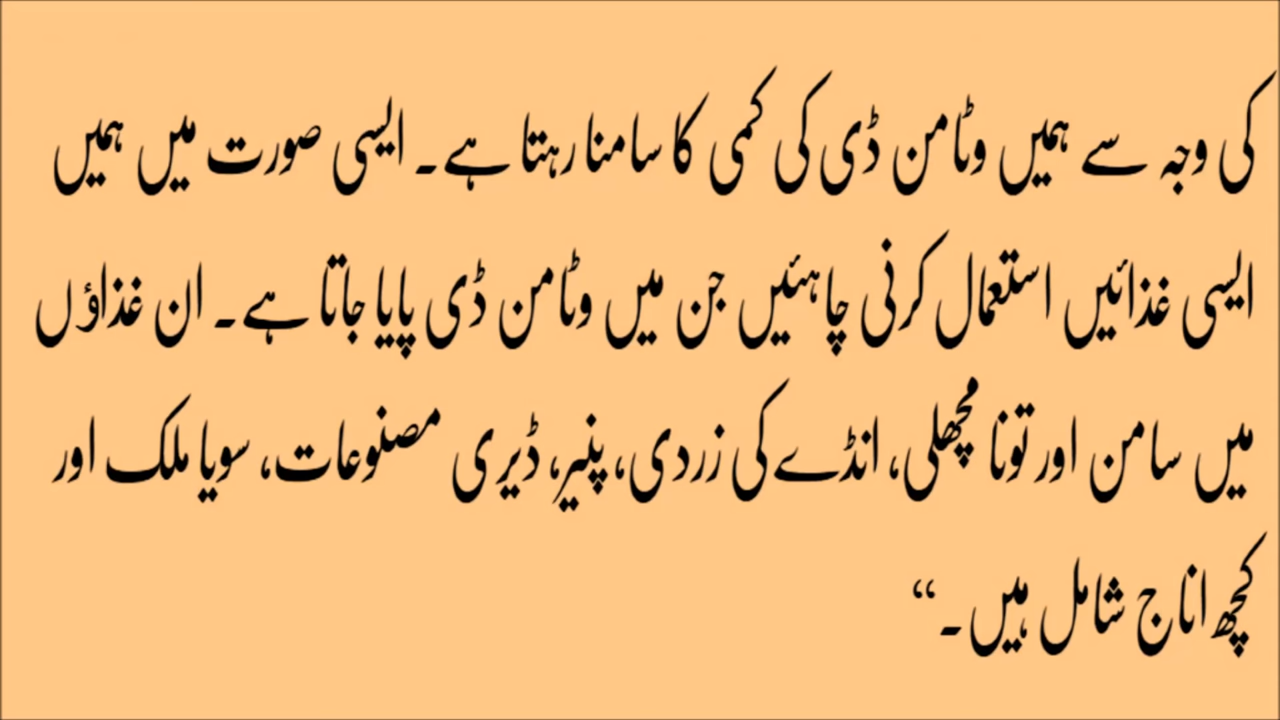 کی وجہ سے ہمیں وٹامن ڈی کی کمی کا سامنا رہتا ہے۔ ایسی صورت میں ہمیں
ایسی غذائیں استعمال کرنی چاہئیں جن میں وٹامن ڈی پایا جاتا ہے۔ ان غذاؤں
میں سامن اور تونا مچھلی، انڈے کی زردی، پنیر، ڈیری مصنوعات، سویا ملک اور
کچھ اناج شامل ہیں۔‘‘